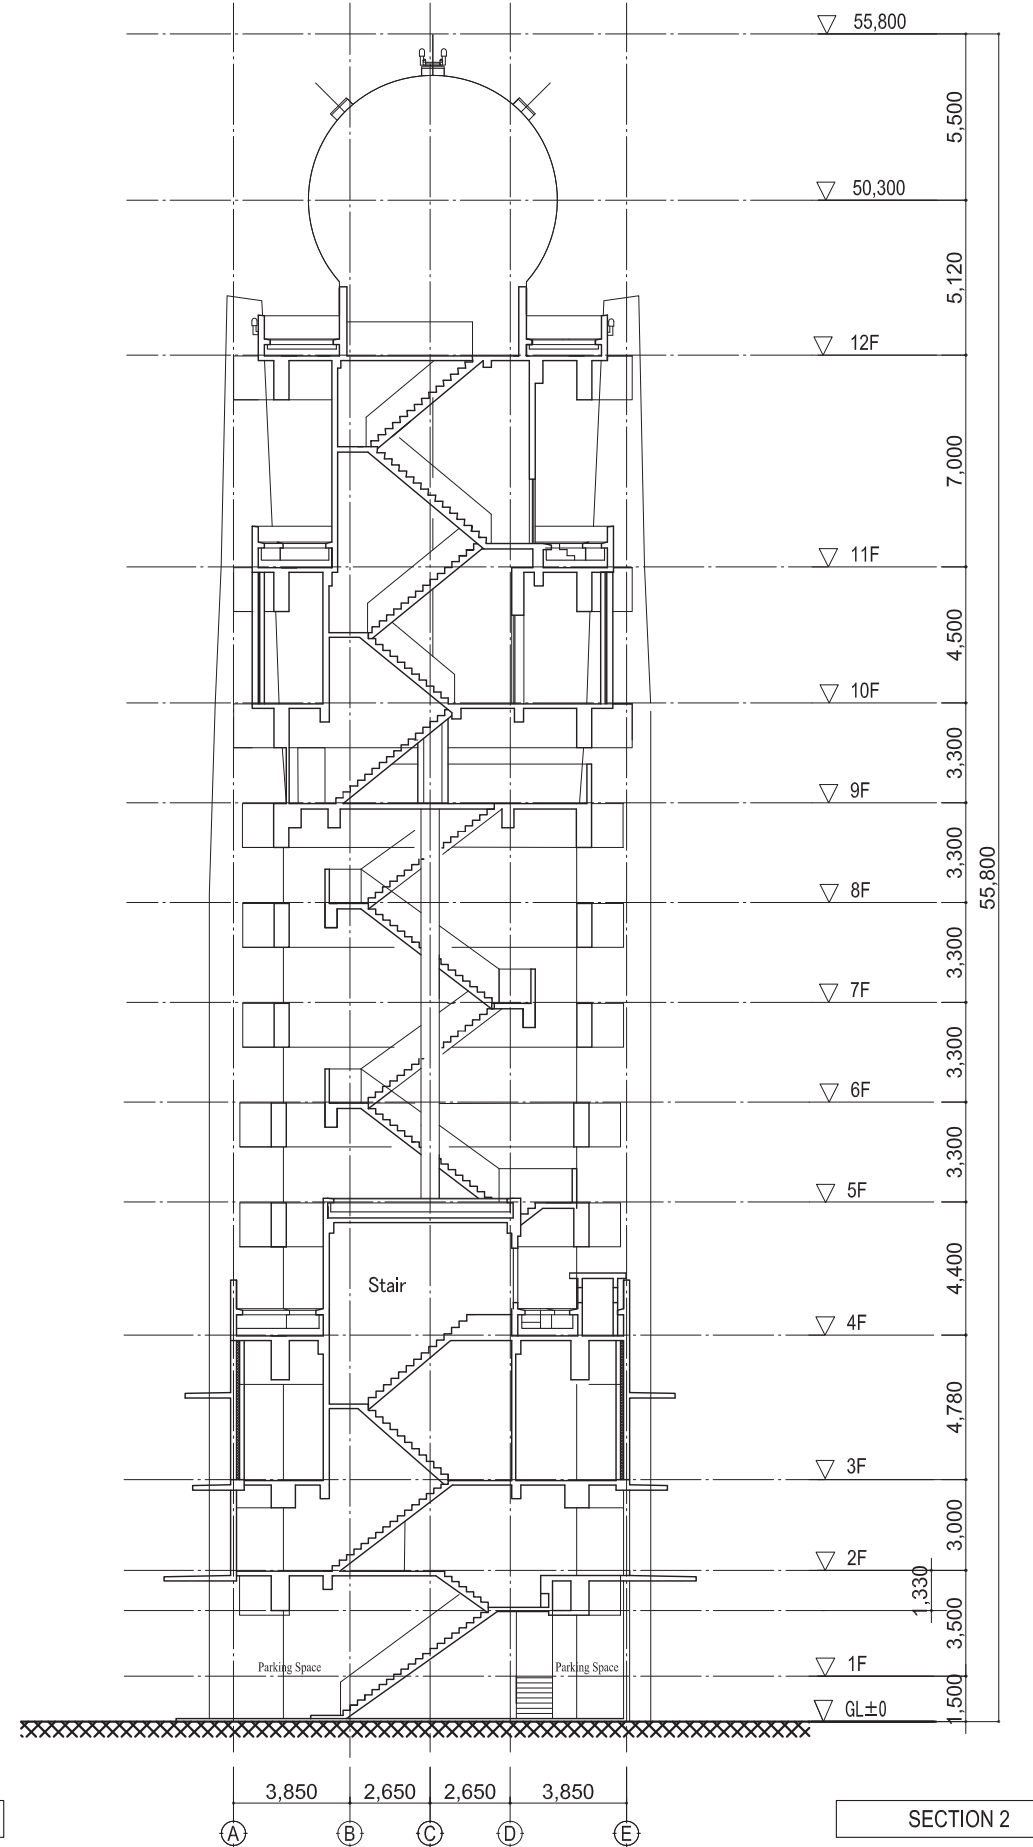 55,800
5,500
50,300
5,120
12F
7,000
11F
4,500
10F
3,300
9F
3,300
55,800
8F
3,300
7F
3,300
6F
3,300
5F
4,400
Stair
4F
4,780
3F
3,000
2F
1,330
3,500
Parking Space
Parking Space
1F
1,500
GL±0
3,850
2,650
2,650
3,850
A
B
C
D
E
SECTION 2